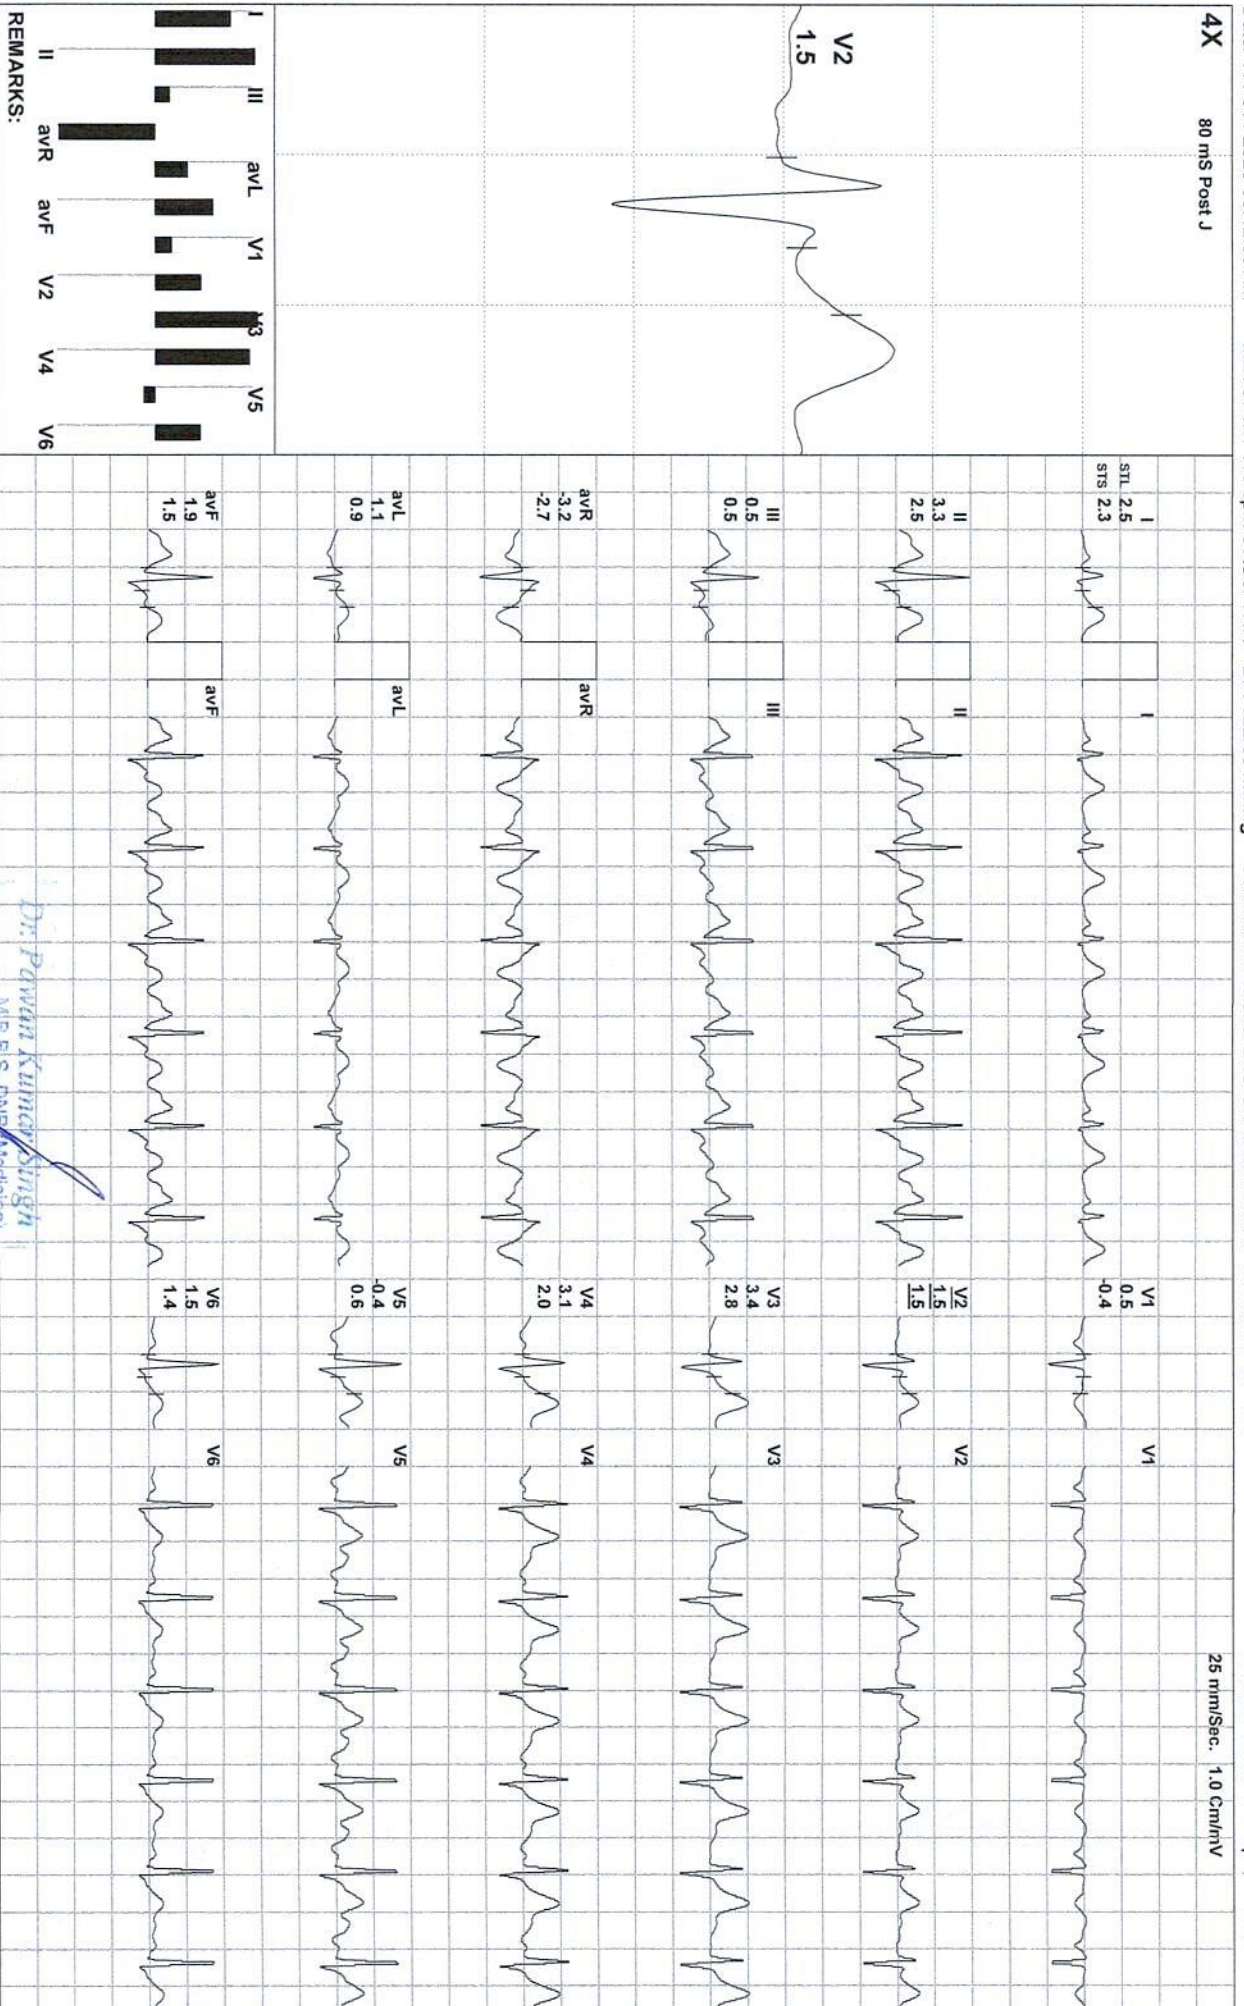 4X
80 mS Post J
25 mm/Sec. 1.0 Cm/mV
V2
1.5
I
STL 2.5
STS 2.3
I
V1
0.5
-0.4
V1
II
3.3
2.5
II
V2
1.5
1.5
V2
III
0.5
0.5
III
V3
3.4
2.8
V3
avR
-3.2
-2.7
avR
V4
3.1
2.0
V4
avL
1.1
0.9
avL
V5
-0.4
0.6
V5
avF
1.9
1.5
avF
V6
1.5
1.4
V6
I III avL V1 V3 V5
II avR avF V2 V4 V6
REMARKS:
Dr. Pawan Kumar Singh